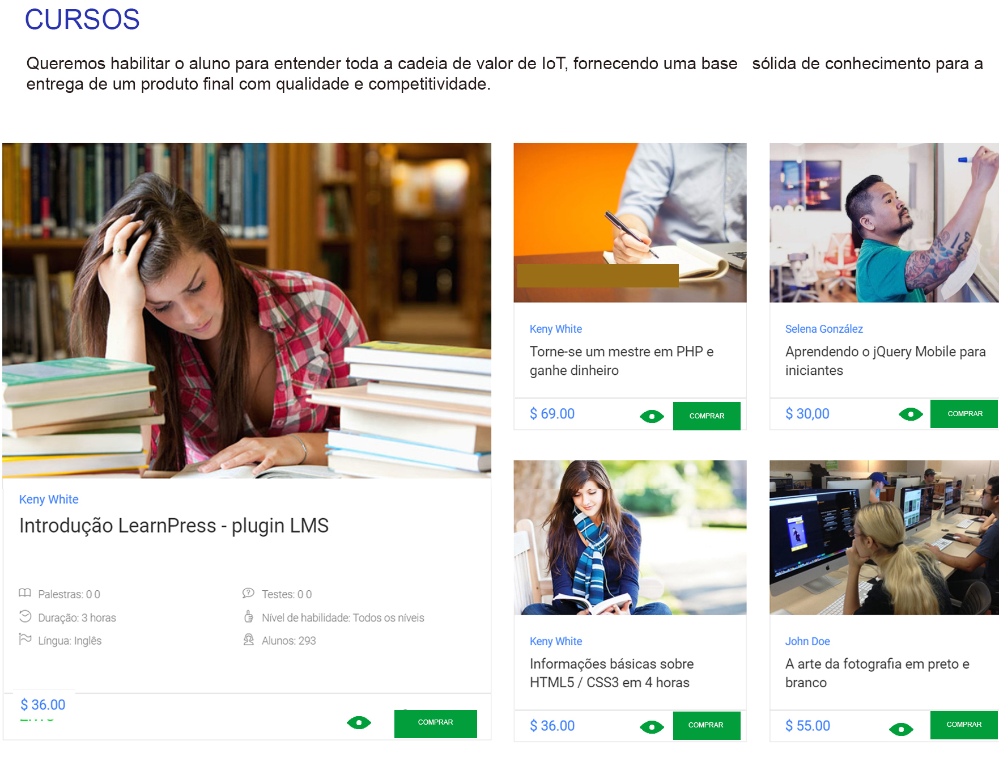 CURSOS
Queremos habilitar o aluno para entender toda a cadeia de valor de IoT, fornecendo uma base sólida de conhecimento para a
entrega de um produto final com qualidade e competitividade.
Keny White
Introdução LearnPress - plugin LMS
Palestras: 0 0
Testes: 0 0
Duração: 3 horas
Nível de habilidade: Todos os níveis
Língua: Inglês
Alunos: 293
$ 36.00
COMPRAR
Keny White
Torne-se um mestre em PHP e
ganhe dinheiro
$ 69.00
COMPRAR
Selena González
Aprendendo o jQuery Mobile para
iniciantes
$ 30,00
COMPRAR
Keny White
Informações básicas sobre
HTML5 / CSS3 em 4 horas
$ 36.00
COMPRAR
John Doe
A arte da fotografia em preto e
branco
$ 55.00
COMPRAR